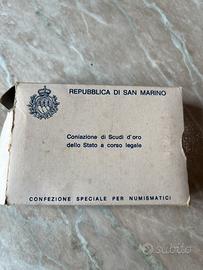 REPUBBLICA DI SAN MARINO
Coniazione di Scudi d'oro
dello Stato a corso legale
CONFEZIONE SPECIALE PER NUMISMATICI
subito